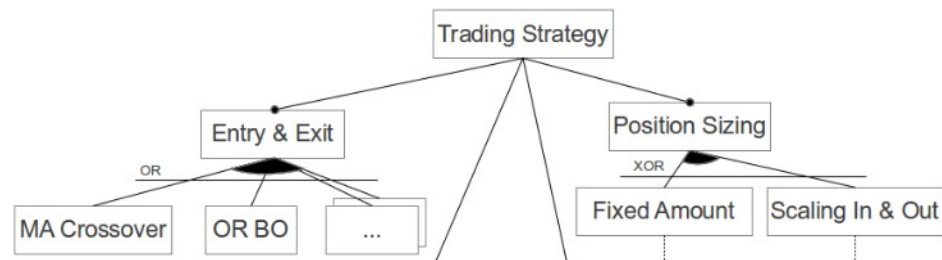 Trading Strategy
Entry & Exit
Position Sizing
OR
XOR
MA Crossover
OR BO
...
Fixed Amount
Scaling In & Out